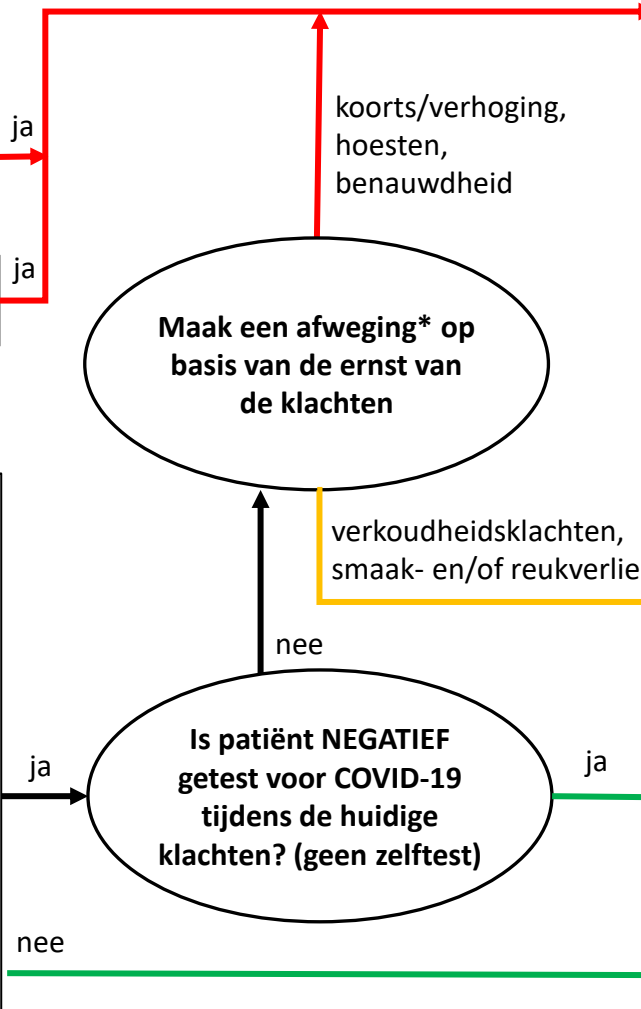 ja
koorts/verhoging,
hoesten,
benauwdheid
ja
Maak een afweging* op
basis van de ernst van
de klachten
verkoudheidsklachten,
smaak- en/of reukverlie
nee
ja
Is patiënt NEGATIEF
getest voor COVID-19
tijdens de huidige
klachten? (geen zelftest)
ja
nee